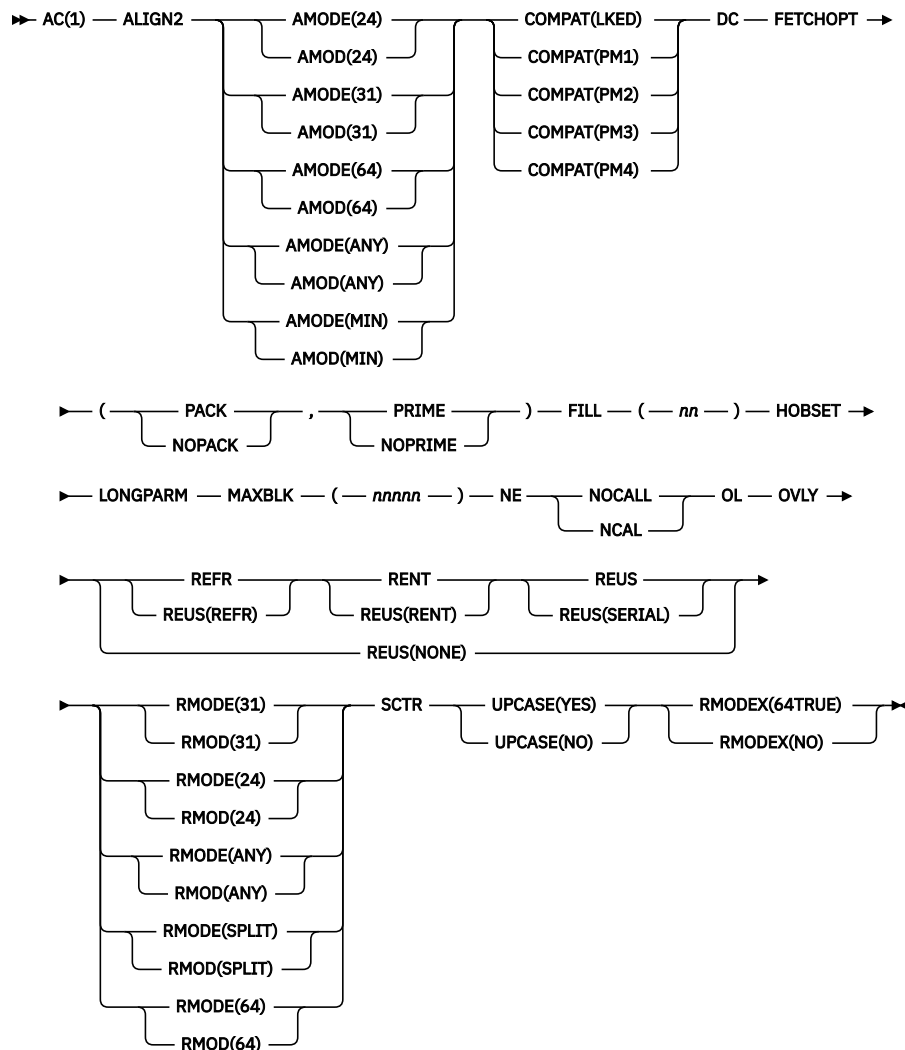 AC(1) ALIGN2 AMODE(24) COMPAT(LKED) DC FETCHOPT
AMOD(24) COMPAT(PM1)
AMODE(31) COMPAT(PM2)
AMOD(31) COMPAT(PM3)
AMODE(64) COMPAT(PM4)
AMOD(64)
AMODE(ANY)
AMOD(ANY)
AMODE(MIN)
AMOD(MIN)
( PACK , PRIME ) FILL ( nn ) HOBSET
NOPACK NOPRIME
LONGPARM MAXBLK ( nnnnn ) NE NOCALL OL OVLY
NCAL
REFR RENT REUS
REUS(REFR) REUS(RENT) REUS(SERIAL)
REUS(NONE)
RMODE(31) SCTR UPCASE(YES) RMODEX(64TRUE)
RMOD(31) UPCASE(NO) RMODEX(NO)
RMODE(24)
RMOD(24)
RMODE(ANY)
RMOD(ANY)
RMODE(SPLIT)
RMOD(SPLIT)
RMODE(64)
RMOD(64)